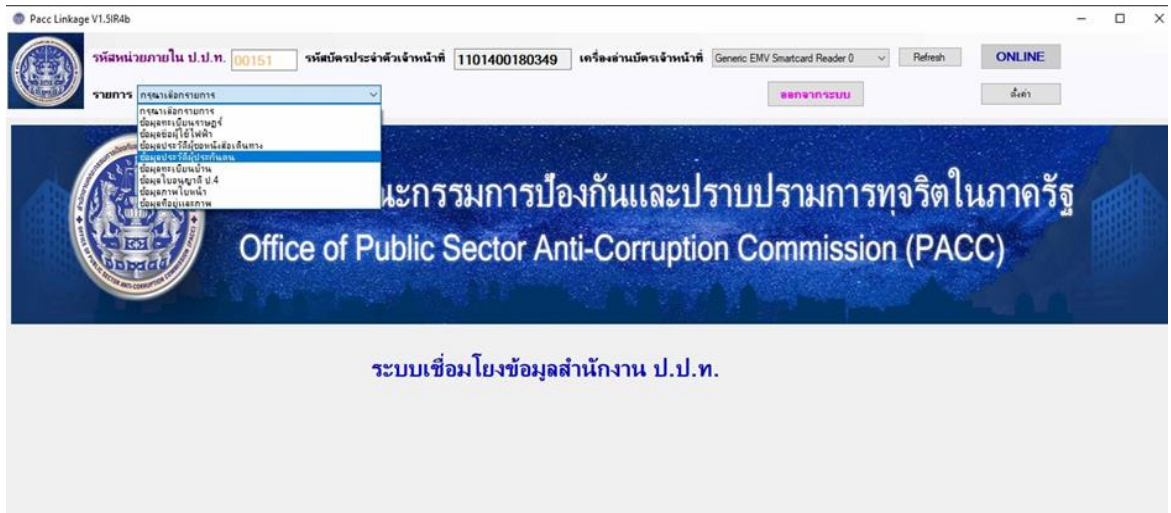 Pacc Linkage V1.5IR4b
รหัสหน่วยภายใน ป.ป.ท. 00151 รหัสบัตรประจำตัวเจ้าหน้าที่ 1101400180349 เครื่องอ่านบัตรเจ้าหน้าที่ Generic EMV Smartcard Reader 0 Refresh ONLINE
รายการ กรุณาเลือกรายการ ออกจากระบบ ตั้งค่า
กรุณาเลือกรายการ
ข้อมูลทะเบียนราษฎร์
ข้อมูลชื่อผู้ใช้ไฟฟ้า
ข้อมูลประวัติผู้ขอหนังสือเดินทาง
ข้อมูลประวัติผู้ประกันตน
ข้อมูลทะเบียนบ้าน
ข้อมูลใบอนุญาติ ป.4
ข้อมูลภาพใบหน้า
ข้อมูลที่อยู่และภาพ
ณะกรรมการป้องกันและปราบปรามการทุจริตในภาครัฐ
Office of Public Sector Anti-Corruption Commission (PACC)
ระบบเชื่อมโยงข้อมูลสำนักงาน ป.ป.ท.